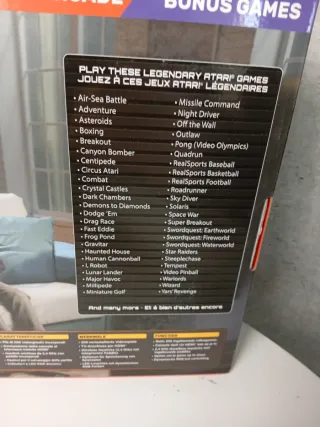 CADE
BONUS GAMES
PLAY THESE LEGENDARY ATARI® GAMES
JOUEZ À CES JEUX ATARI® LÉGENDAIRES
• Air-Sea Battle
• Adventure
• Asteroids
• Boxing
• Breakout
• Canyon Bomber
• Centipede
• Circus Atari
• Combat
• Crystal Castles
• Dark Chambers
• Demons to Diamonds
• Dodge 'Em
• Drag Race
• Fast Eddie
• Frog Pond
• Gravitar
• Haunted House
• Human Cannonball
• I, Robot
• Lunar Lander
• Major Havoc
• Millipede
• Miniature Golf
• Missile Command
• Night Driver
• Off the Wall
• Outlaw
• Pong (Video Olympics)
• Quadrun
• RealSports Baseball
• RealSports Basketball
• RealSports Football
• Roadrunner
• Sky Diver
• Solaris
• Space War
• Super Breakout
• Swordquest: Earthworld
• Swordquest: Fireworld
• Swordquest: Waterworld
• Star Raiders
• Steeplechase
• Tempest
• Video Pinball
• Warlords
• Wizard
• Yars' Revenge
And many more • Et à bien d'autres encore